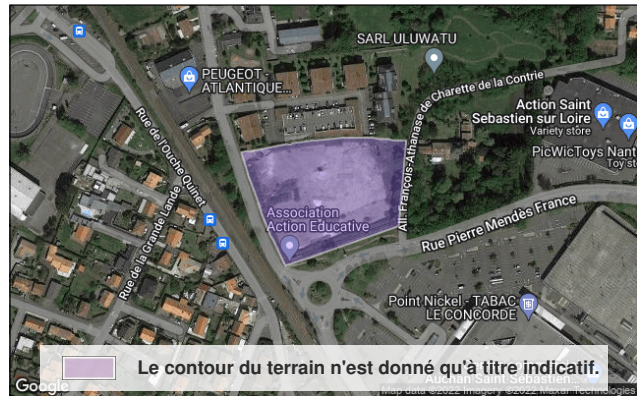 SARL ULUWATU
PEUGEOT -
ATLANTIQUE...
Rue de l'Ouche Quinet
All. François-Athanase de Charette de la Contrie
Action Saint
Sebastien sur Loire
Variety store
PicWicToys Nant
Toy st
Rue de la Grande Lande
Association
Action Educative
Rue Pierre Mendès France
Point Nickel - TABAC
LE CONCORDE
Le contour du terrain n'est donné qu'à titre indicatif.
Auchan Saint-Sébastien...
Google
Map data ©2022 Imagery ©2022 Maxar Technologies